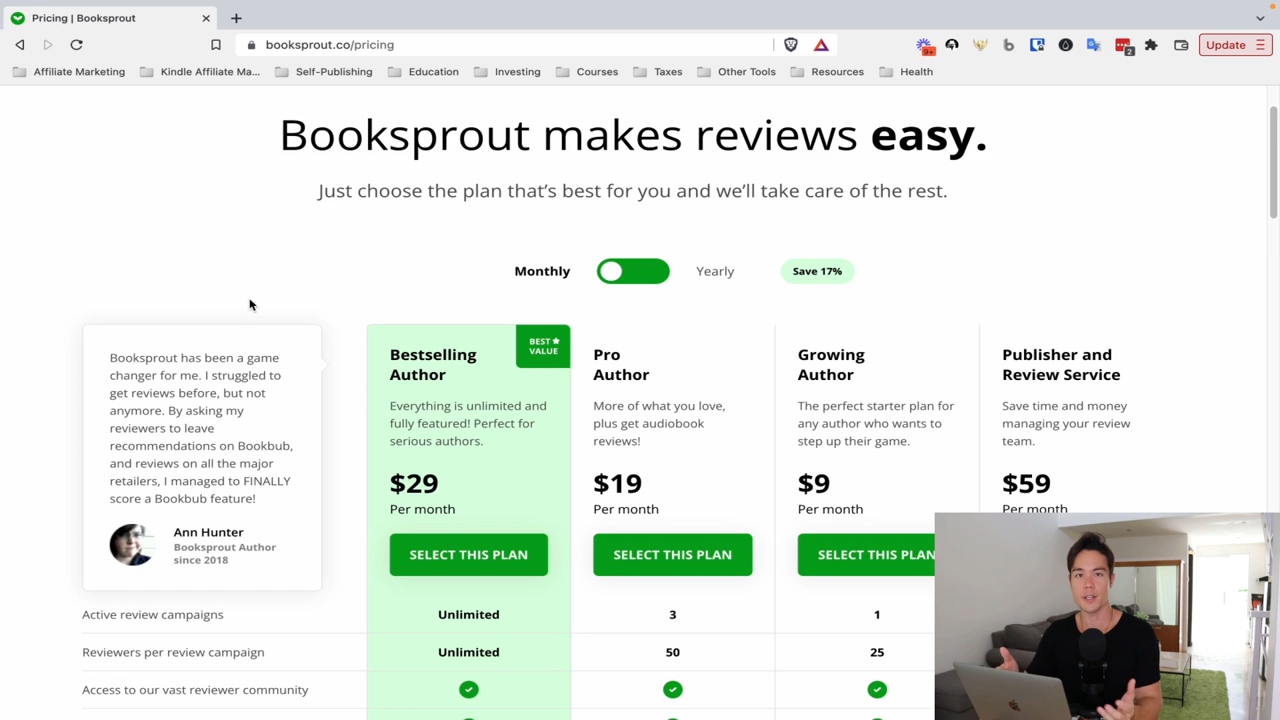 Pricing | Booksprout
booksprout.co/pricing
9+
2
Update
Affiliate Marketing
Kindle Affiliate Ma...
Self-Publishing
Education
Investing
Courses
Taxes
Other Tools
Resources
Health
Booksprout makes reviews easy.
Just choose the plan that’s best for you and we’ll take care of the rest.
Monthly
Yearly
Save 17%
Booksprout has been a game
changer for me. I struggled to
get reviews before, but not
anymore. By asking my
reviewers to leave
recommendations on Bookbub,
and reviews on all the major
retailers, I managed to FINALLY
score a Bookbub feature!
Ann Hunter
Booksprout Author
since 2018
Bestselling
Author
BEST
VALUE
Everything is unlimited and
fully featured! Perfect for
serious authors.
$29
Per month
SELECT THIS PLAN
Pro
Author
More of what you love,
plus get audiobook
reviews!
$19
Per month
SELECT THIS PLAN
Growing
Author
The perfect starter plan for
any author who wants to
step up their game.
$9
Per month
SELECT THIS PLAN
Publisher and
Review Service
Save time and money
managing your review
team.
$59
Per month
Active review campaigns
Unlimited
3
1
Reviewers per review campaign
Unlimited
50
25
Access to our vast reviewer community